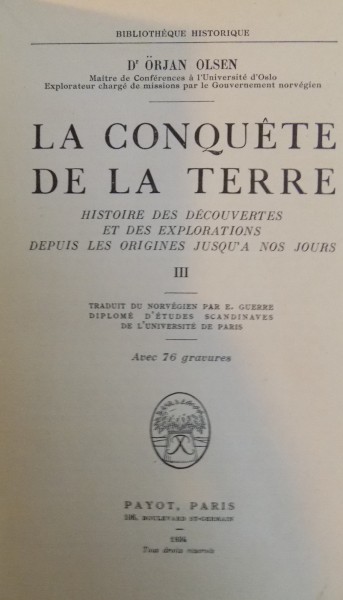 BIBLIOTHÈQUE HISTORIQUE
Dr ÖRJAN OLSEN
Maître de Conférences à l'Université d'Oslo
Explorateur chargé de missions par le Gouvernement norvégien
LA CONQUÊTE
DE LA TERRE
HISTOIRE DES DÉCOUVERTES
ET DES EXPLORATIONS
DEPUIS LES ORIGINES JUSQU'A NOS JOURS
III
TRADUIT DU NORVÉGIEN PAR E. GUERRE
DIPLOMÉ D'ÉTUDES SCANDINAVES
DE L'UNIVERSITÉ DE PARIS
Avec 76 gravures
PAYOT, PARIS
106, BOULEVARD ST-GERMAIN
Tous droits réservés